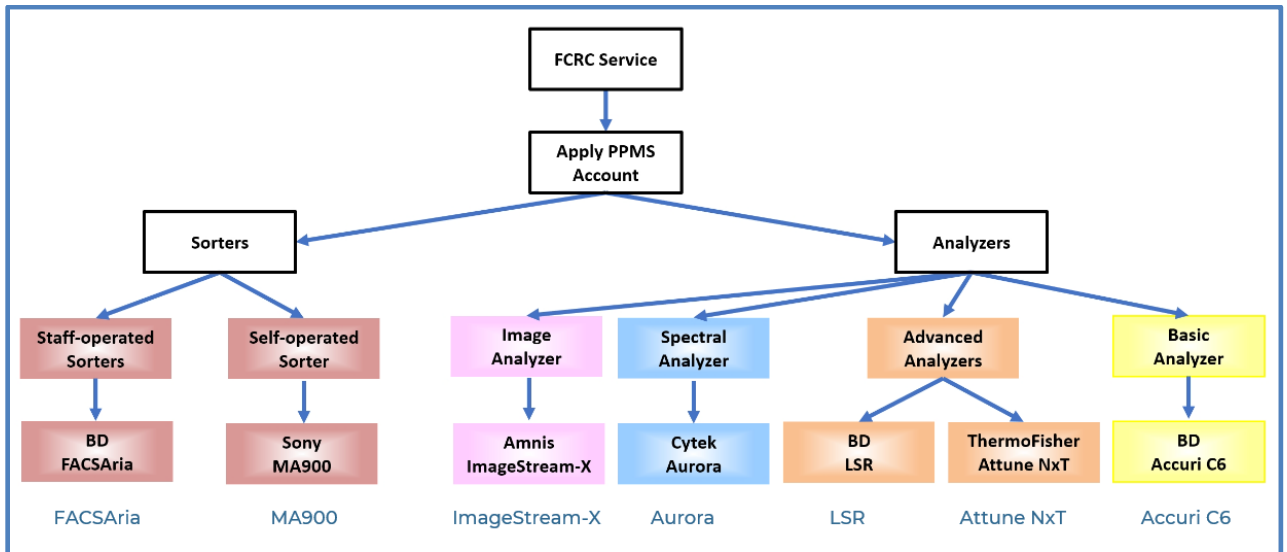 FCRC Service
Apply PPMS
Account
Sorters
Analyzers
Staff-operated
Sorters
Self-operated
Sorter
Image
Analyzer
Spectral
Analyzer
Advanced
Analyzers
Basic
Analyzer
BD
FACSAria
Sony
MA900
Amnis
ImageStream-X
Cytek
Aurora
BD
LSR
ThermoFisher
Attune NxT
BD
Accuri C6
FACSAria
MA900
ImageStream-X
Aurora
LSR
Attune NxT
Accuri C6